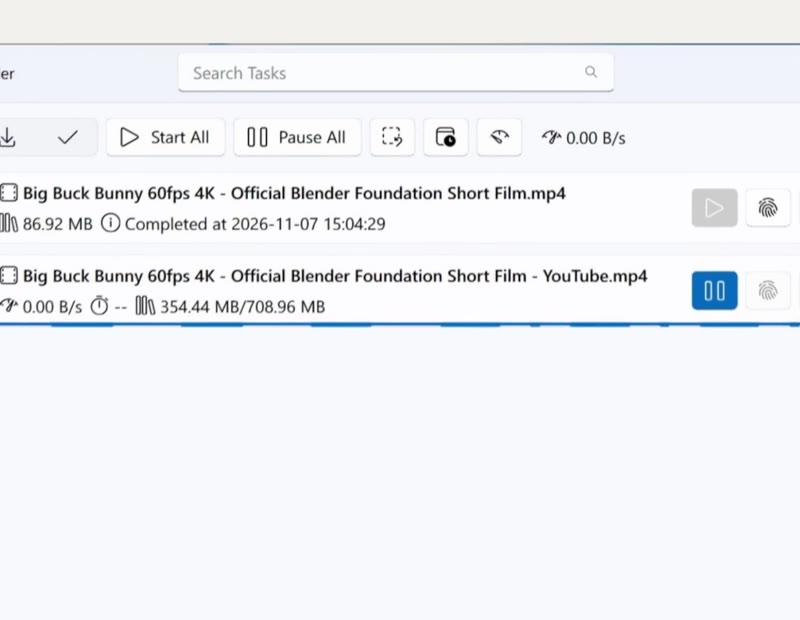 er
Search Tasks
Start All
Pause All
0.00 B/s
Big Buck Bunny 60fps 4K - Official Blender Foundation Short Film.mp4
86.92 MB Completed at 2026-11-07 15:04:29
Big Buck Bunny 60fps 4K - Official Blender Foundation Short Film - YouTube.mp4
0.00 B/s -- 354.44 MB/708.96 MB